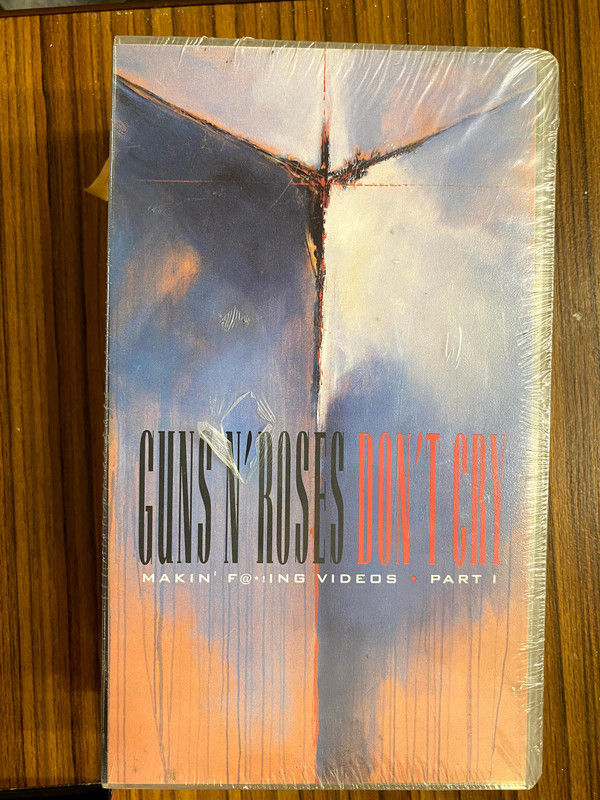 GUNS N' ROSES DON'T CRY
MAKIN' F@*!ING VIDEOS • PART I